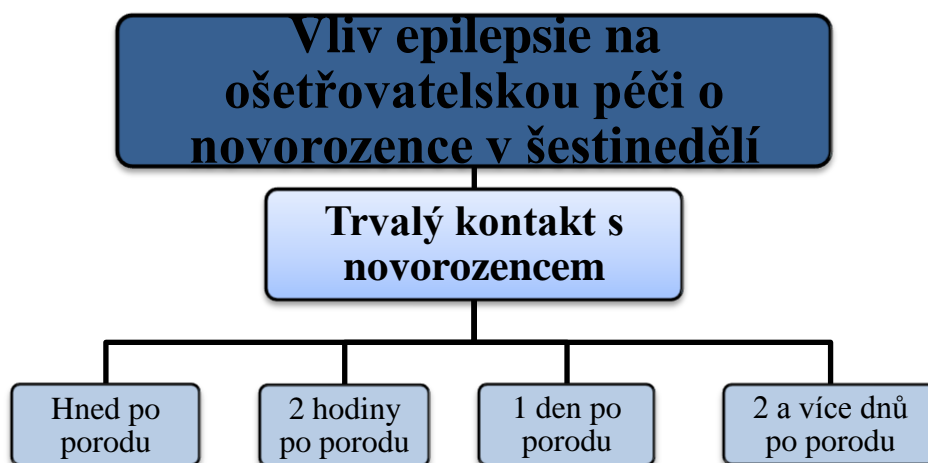 Vliv epilepsie na
ošetřovatelskou péči o
novorozence v šestinedělí
Trvalý kontakt s
novorozencem
Hned po
porodu
2 hodiny
po porodu
1 den po
porodu
2 a více dnů
po porodu